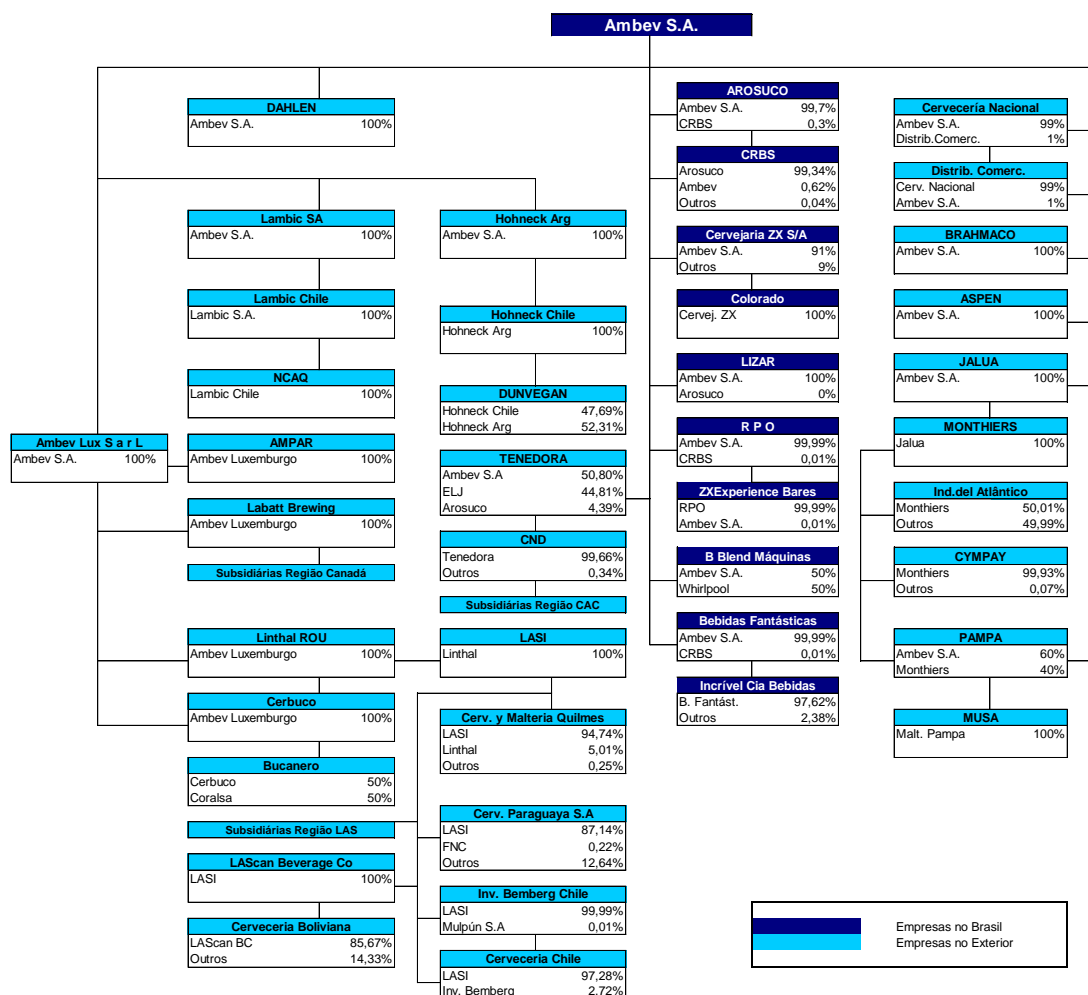 Ambev S.A.
DAHLEN
Ambev S.A. 100%
Lambic SA
Ambev S.A. 100%
Lambic Chile
Lambic S.A. 100%
NCAQ
Lambic Chile 100%
Ambev Lux S a r L
Ambev S.A. 100%
AMPAR
Ambev Luxemburgo 100%
Labatt Brewing
Ambev Luxemburgo 100%
Subsidiárias Região Canadá
Linthal ROU
Ambev Luxemburgo 100%
Cerbuco
Ambev Luxemburgo 100%
Bucanero
Cerbuco 50%
Coralsa 50%
Subsidiárias Região LAS
LAScan Beverage Co
LASI 100%
Cerveceria Boliviana
LAScan BC 85,67%
Outros 14,33%
Hohneck Arg
Ambev S.A. 100%
Hohneck Chile
Hohneck Arg 100%
DUNVEGAN
Hohneck Chile 47,69%
Hohneck Arg 52,31%
TENEDORA
Ambev S.A 50,80%
ELJ 44,81%
Arosuco 4,39%
CND
Tenedora 99,66%
Outros 0,34%
Subsidiárias Região CAC
LASI
Linthal 100%
Cerv. y Malteria Quilmes
LASI 94,74%
Linthal 5,01%
Outros 0,25%
Cerv. Paraguaya S.A
LASI 87,14%
FNC 0,22%
Outros 12,64%
Inv. Bemberg Chile
LASI 99,99%
Mulpún S.A 0,01%
Cerveceria Chile
LASI 97,28%
Inv. Bemberg 2,72%
AROSUCO
Ambev S.A. 99,7%
CRBS 0,3%
CRBS
Arosuco 99,34%
Ambev 0,62%
Outros 0,04%
Cervejaria ZX S/A
Ambev S.A. 91%
Outros 9%
Colorado
Cervej. ZX 100%
LIZAR
Ambev S.A. 100%
Arosuco 0%
R P O
Ambev S.A. 99,99%
CRBS 0,01%
ZXExperience Bares
RPO 99,99%
Ambev S.A. 0,01%
B Blend Máquinas
Ambev S.A. 50%
Whirlpool 50%
Bebidas Fantásticas
Ambev S.A. 99,99%
CRBS 0,01%
Incrível Cia Bebidas
B. Fantást. 97,62%
Outros 2,38%
Cervecería Nacional
Ambev S.A. 99%
Distrib.Comerc. 1%
Distrib. Comerc.
Cerv. Nacional 99%
Ambev S.A. 1%
BRAHMACO
Ambev S.A. 100%
ASPEN
Ambev S.A. 100%
JALUA
Ambev S.A. 100%
MONTHIERS
Jalua 100%
Ind.del Atlântico
Monthiers 50,01%
Outros 49,99%
CYMPAY
Monthiers 99,93%
Outros 0,07%
PAMPA
Ambev S.A. 60%
Monthiers 40%
MUSA
Malt. Pampa 100%
Empresas no Brasil
Empresas no Exterior